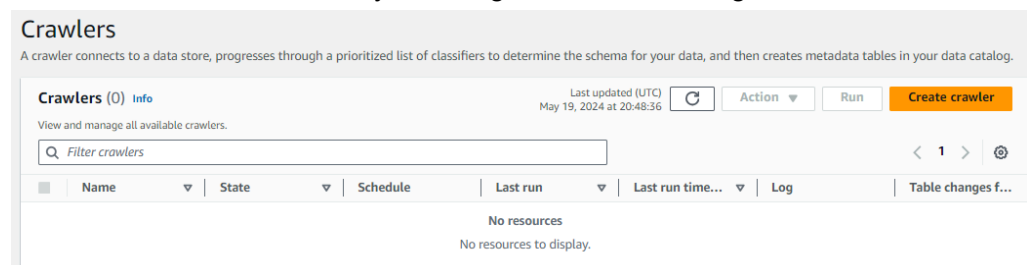 Crawlers
A crawler connects to a data store, progresses through a prioritized list of classifiers to determine the schema for your data, and then creates metadata tables in your data catalog.
Crawlers (0) Info
Last updated (UTC)
May 19, 2024 at 20:48:36
Action
Run
Create crawler
View and manage all available crawlers.
Filter crawlers
1
Name State Schedule Last run Last run time... Log Table changes f...
No resources
No resources to display.